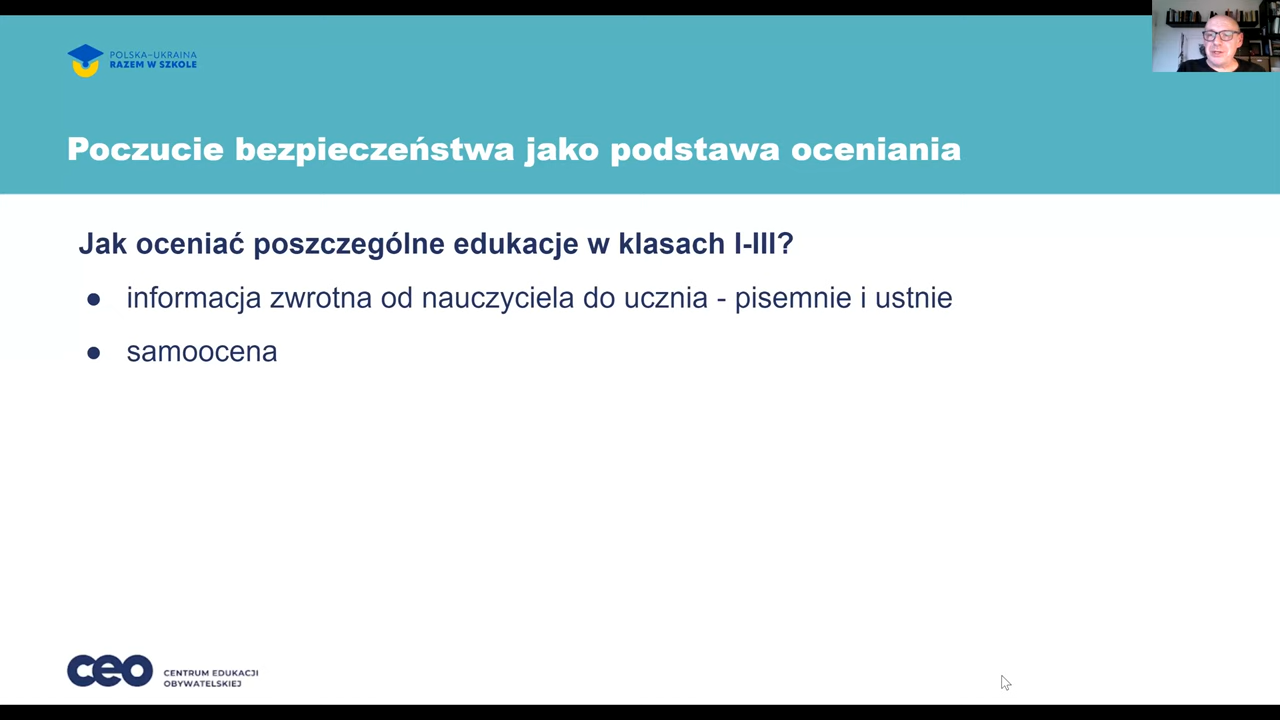 POLSKA–UKRAINA
RAZEM W SZKOLE
Poczucie bezpieczeństwa jako podstawa oceniania
Jak oceniać poszczególne edukacje w klasach I-III?
● informacja zwrotna od nauczyciela do ucznia - pisemnie i ustnie
● samoocena
ceo
CENTRUM EDUKACJI
OBYWATELSKIEJ